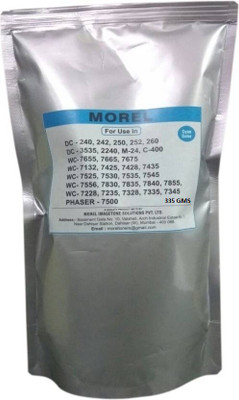 MOREL
For Use in
DC - 240, 242, 250, 252, 260
DC -3535, 2240, M-24, C-400
WC- 7655, 7665, 7675
WC- 7132, 7425, 7428, 7435
WC- 7525, 7530, 7535, 7545
WC- 7556, 7830, 7835, 7840, 7855,
WC- 7228, 7235, 7328, 7335, 7345
PHASER - 7500
335 GMS
MOREL IMAGETONE SOLUTIONS PVT. LTD.